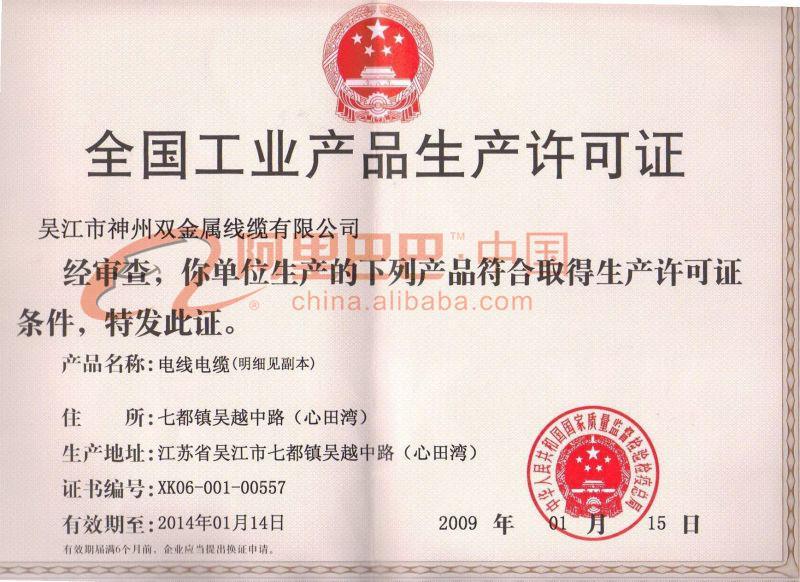 全国工业产品生产许可证
吴江市神州双金属线缆有限公司
阿里巴巴™·中国
经审查，你单位生产的下列产品符合取得生产许可证
®
china.alibaba.com
条件，特发此证。
产品名称：电线电缆(明细见副本)
住 所：七都镇吴越中路（心田湾）
生产地址：江苏省吴江市七都镇吴越中路（心田湾）
证书编号：XK06-001-00557
有效期至：2014年01月14日
2009 年 01 月 15 日
有效期届满6个月前，企业应当提出换证申请。
中华人民共和国国家质量监督检验检疫总局